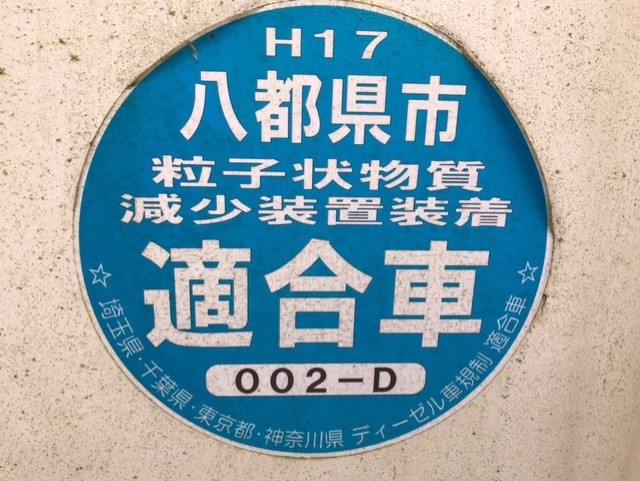 H17
八都県市
粒子状物質
減少装置装着
適合車
002-D
☆ 埼玉県・千葉県・東京都・神奈川県 ディーゼル車規制 適合車 ☆